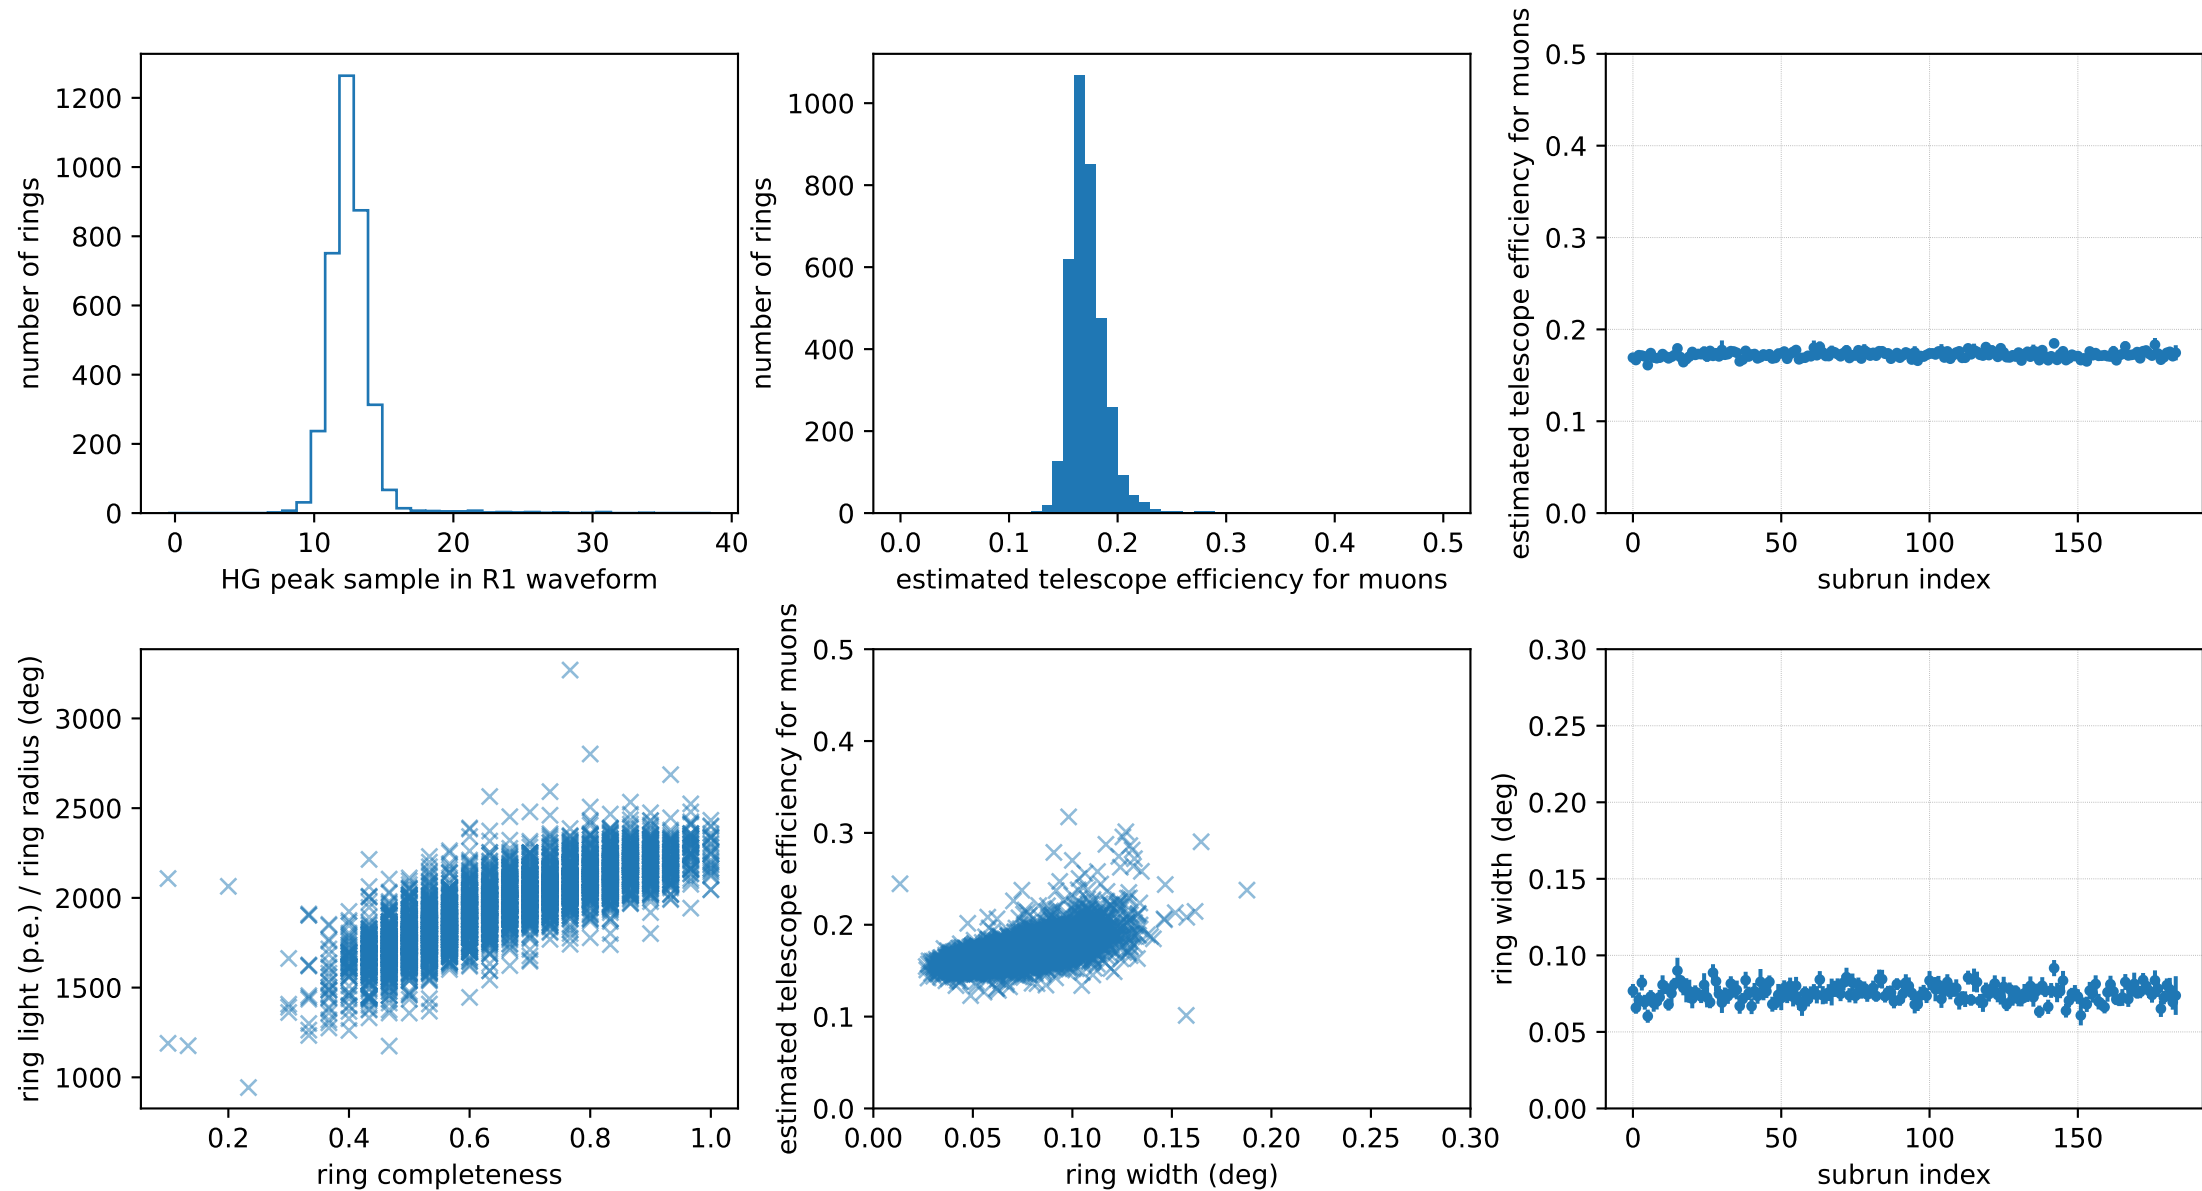 number of rings
1200
1000
800
600
400
200
0
0 10 20 30 40
HG peak sample in R1 waveform
number of rings
1000
800
600
400
200
0
0.0 0.1 0.2 0.3 0.4 0.5
estimated telescope efficiency for muons
estimated telescope efficiency for muons
0.5
0.4
0.3
0.2
0.1
0.0
0 50 100 150
subrun index
ring light (p.e.) / ring radius (deg)
3000
2500
2000
1500
1000
0.2 0.4 0.6 0.8 1.0
ring completeness
estimated telescope efficiency for muons
0.5
0.4
0.3
0.2
0.1
0.0
0.00 0.05 0.10 0.15 0.20 0.25 0.30
ring width (deg)
ring width (deg)
0.30
0.25
0.20
0.15
0.10
0.05
0.00
0 50 100 150
subrun index